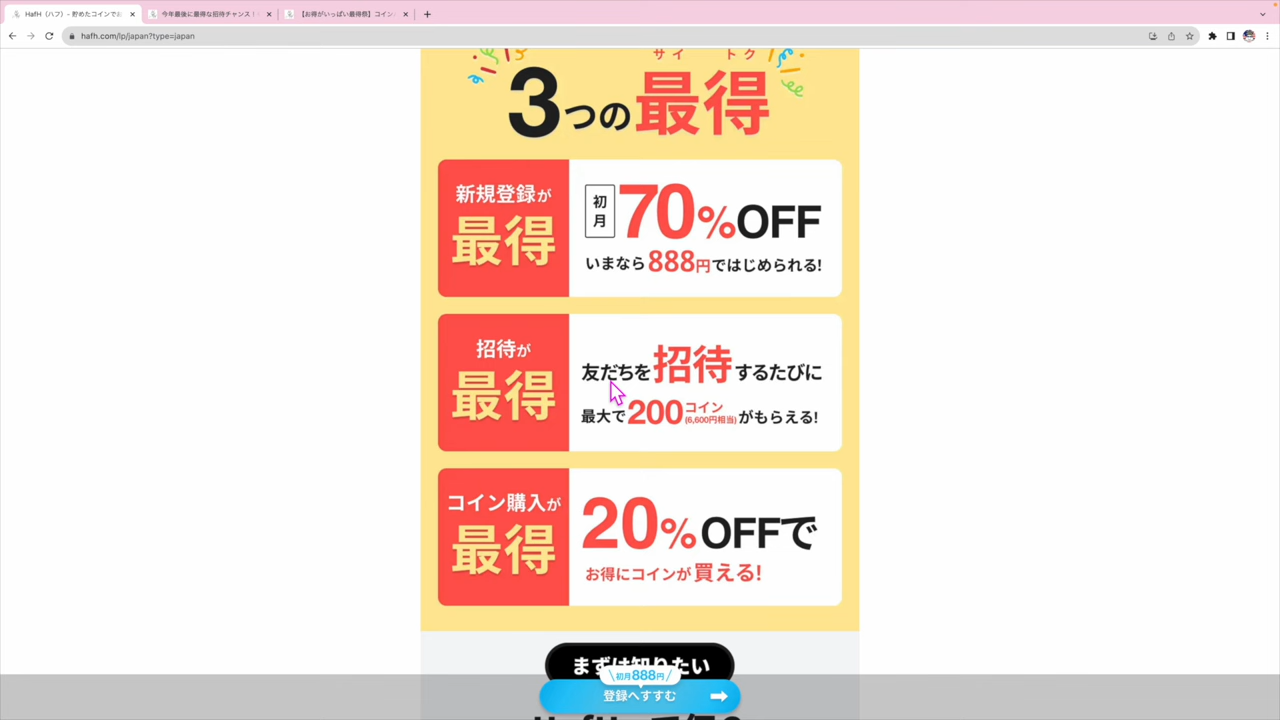 HafH（ハフ）- 貯めたコインでお
今年最後に最得な招待チャンス！
【お得がいっぱい最得祭】コイン
hafh.com/lp/japan?type=japan
サイ トク
3つの最得
新規登録が
最得
初月
70%OFF
いまなら888円ではじめられる!
招待が
最得
友だちを招待するたびに
最大で200コイン(6,600円相当)がもらえる!
コイン購入が
最得
20%OFFで
お得にコインが買える!
まずは知りたい
\初月888円/
登録へすすむ